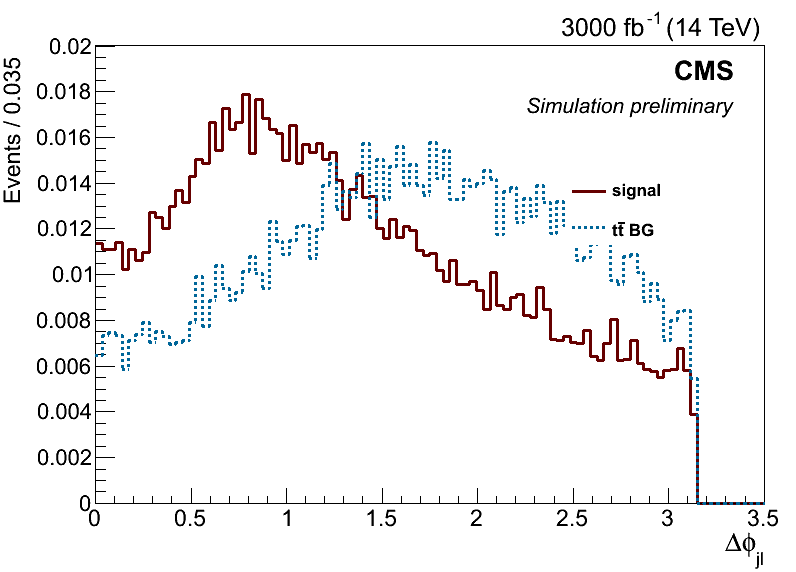 3000 fb⁻¹ (14 TeV)
Events / 0.035
CMS
Simulation preliminary
signal
tt̄ BG
0.02
0.018
0.016
0.014
0.012
0.01
0.008
0.006
0.004
0.002
0
0 0.5 1 1.5 2 2.5 3 3.5
Δϕjl